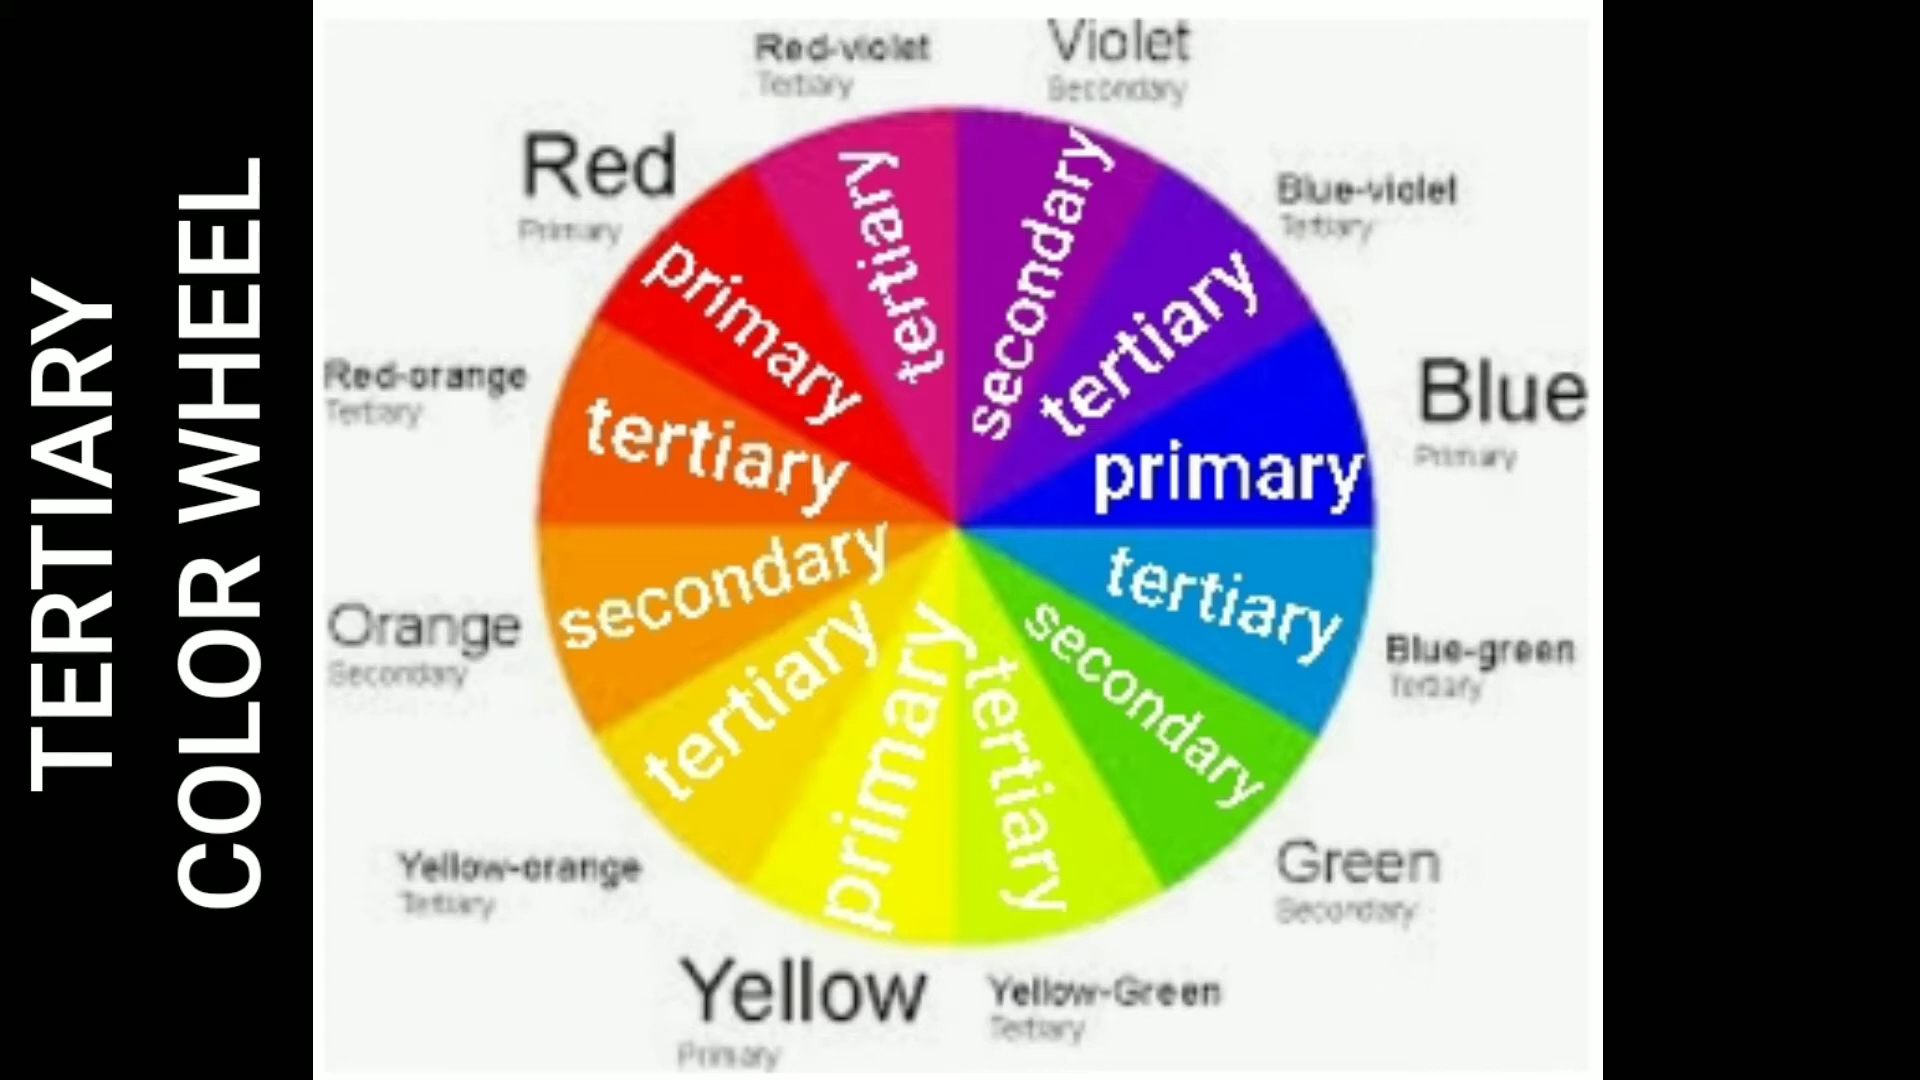 TERTIARY
COLOR WHEEL
Red-violet
Tertiary
Violet
Secondary
Red
Primary
Blue-violet
Tertiary
Red-orange
Tertiary
Blue
Primary
Orange
Secondary
Blue-green
Tertiary
Yellow-orange
Tertiary
Green
Secondary
Yellow
Primary
Yellow-Green
Tertiary
tertiary
secondary
tertiary
primary
tertiary
secondary
tertiary
primary
tertiary
secondary
tertiary
primary